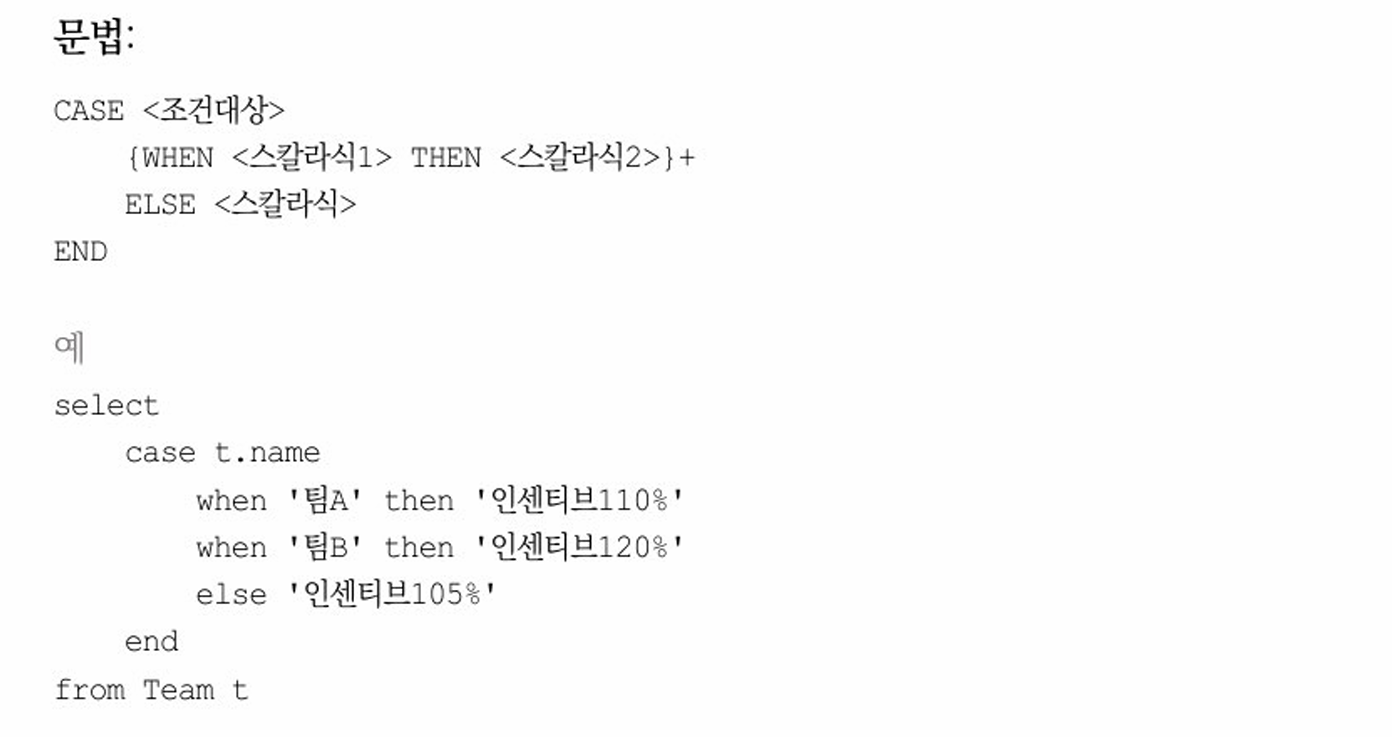 문법:
CASE <조건대상>
{WHEN <스칼라식1> THEN <스칼라식2>}+
ELSE <스칼라식>
END
예
select
case t.name
when '팀A' then '인센티브110%'
when '팀B' then '인센티브120%'
else '인센티브105%'
end
from Team t